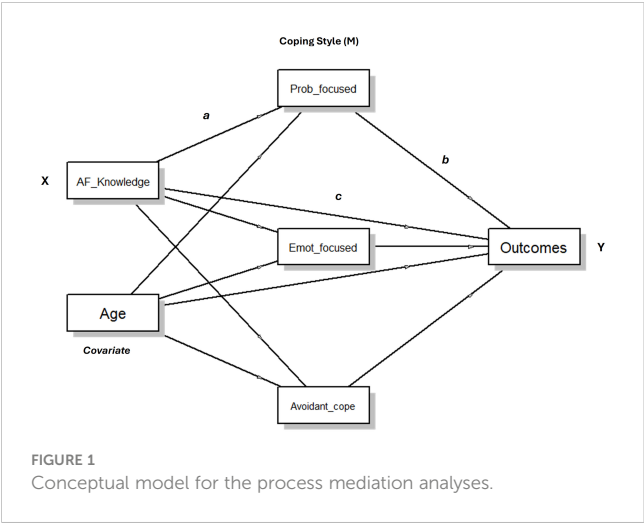 Coping Style (M)
Prob_focused
a
b
X
AF_Knowledge
c
Emot_focused
Outcomes
Y
Age
Covariate
Avoidant_cope
FIGURE 1
Conceptual model for the process mediation analyses.